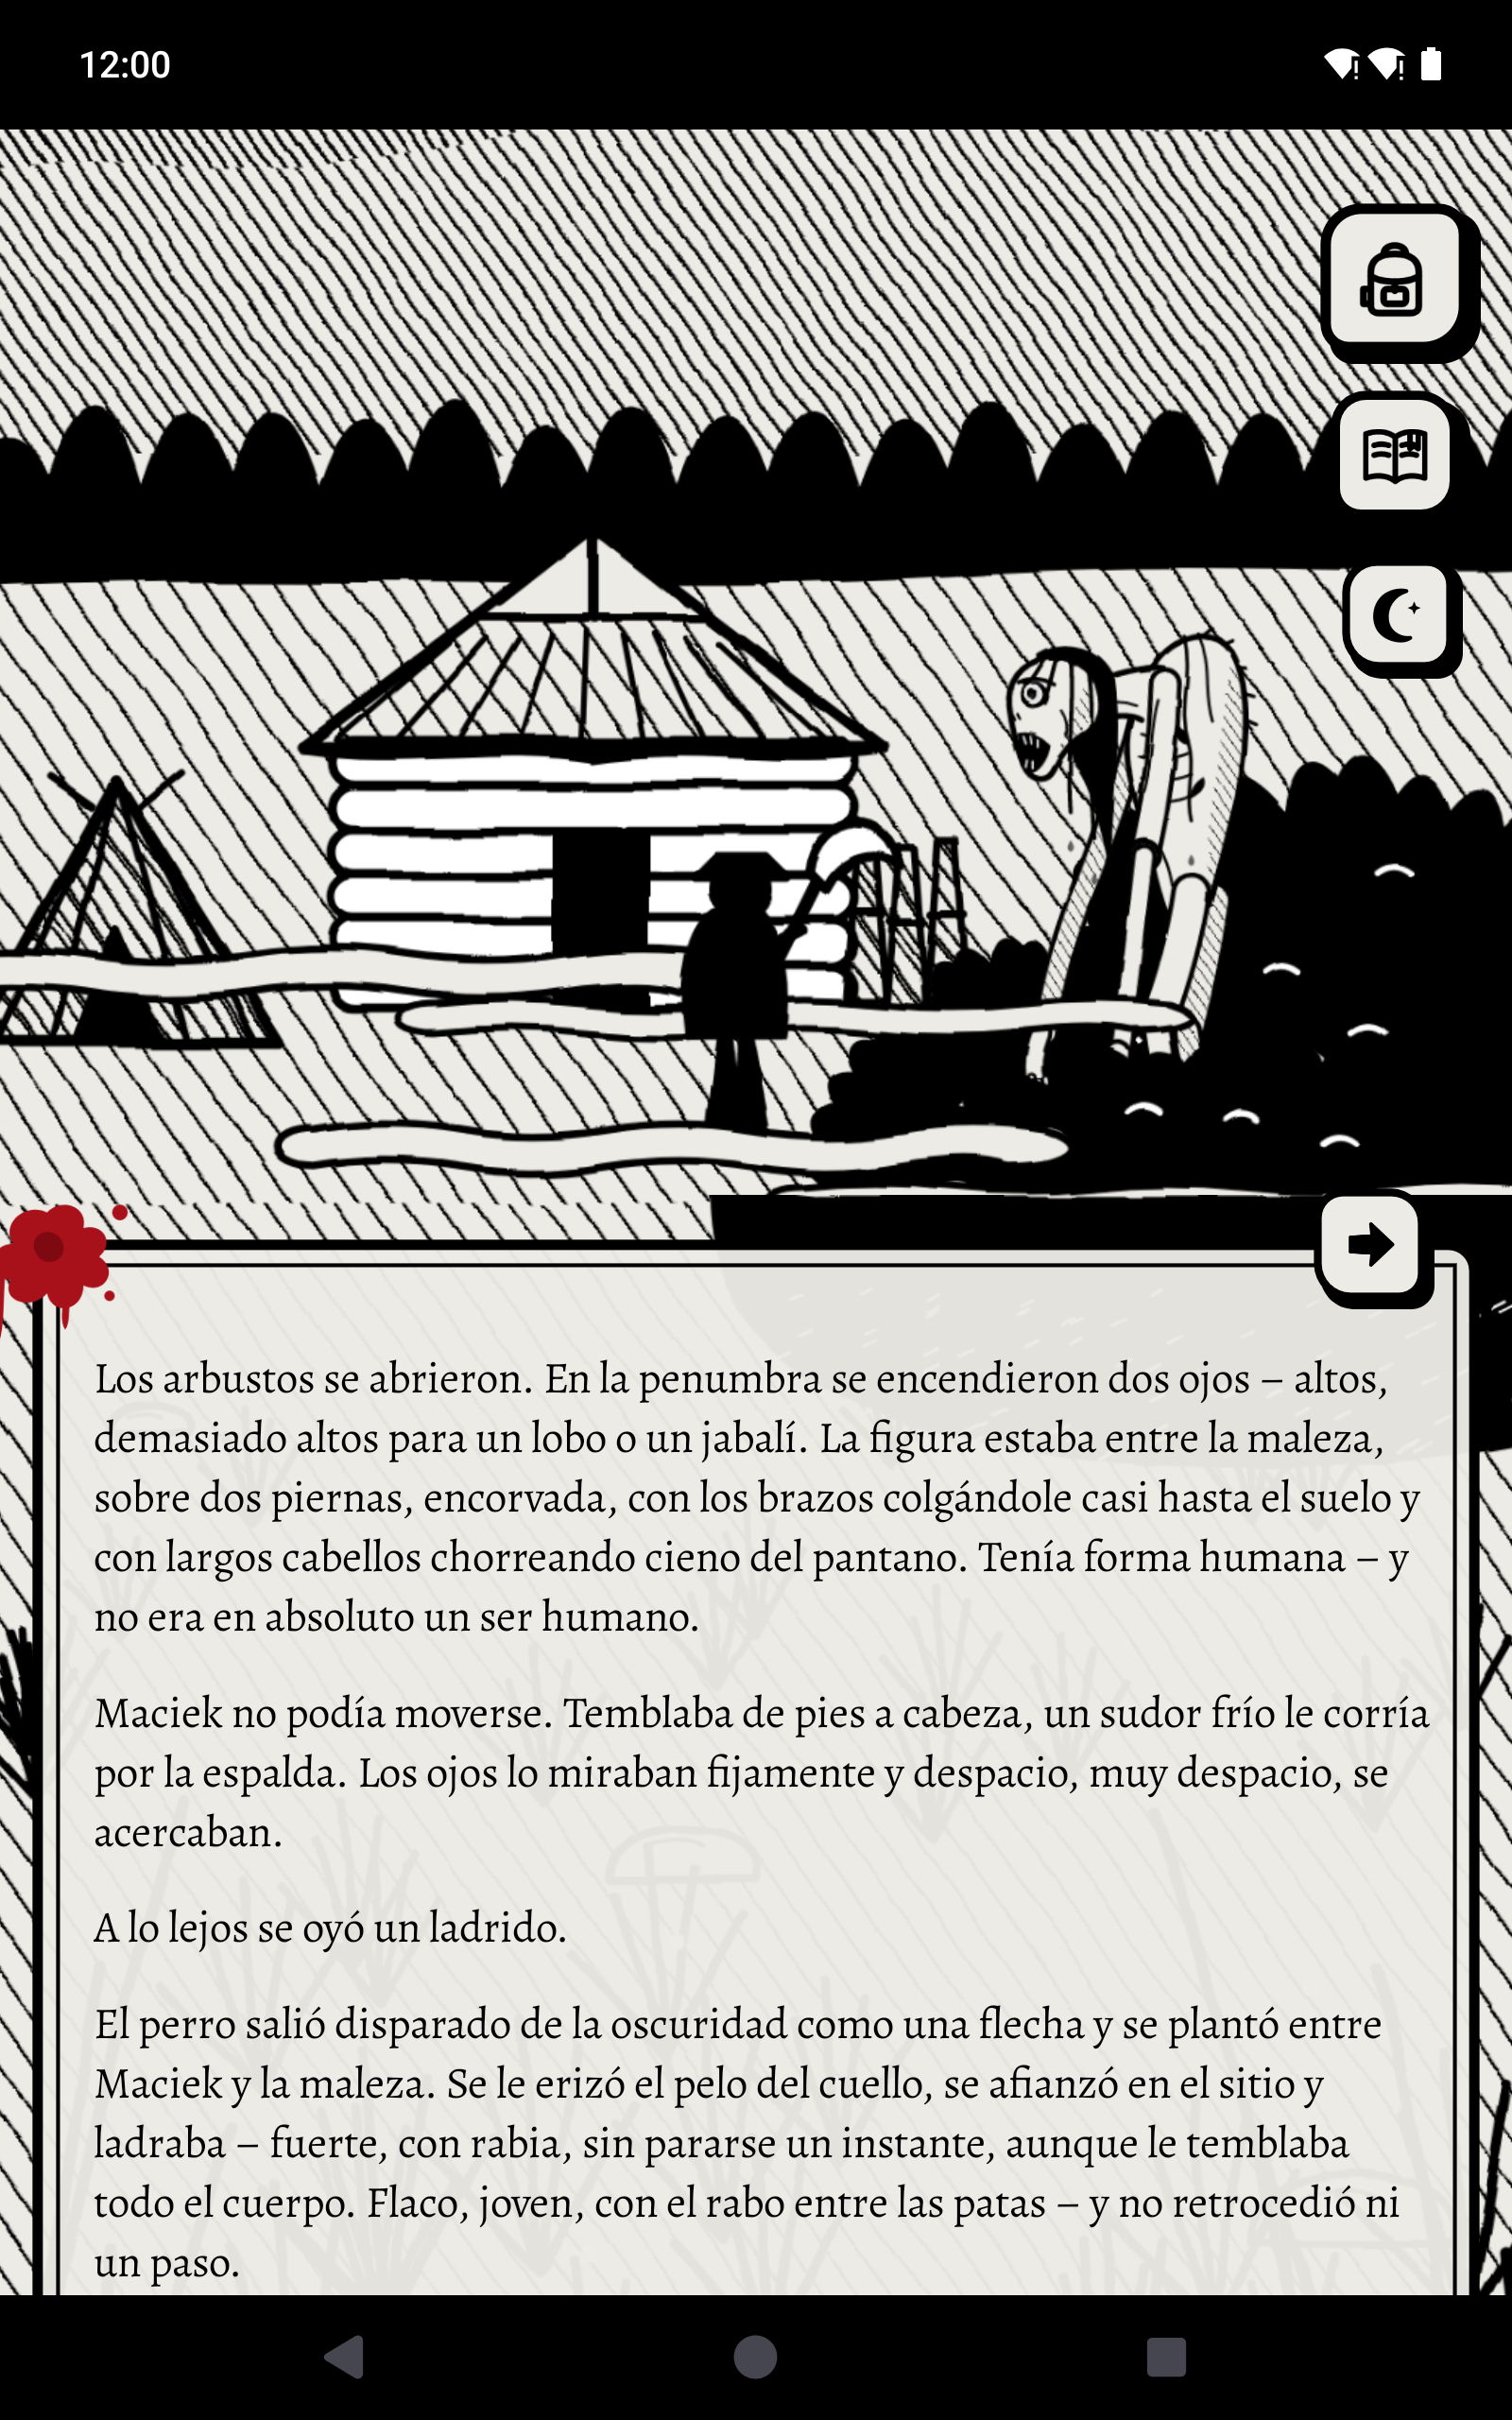 12:00
Los arbustos se abrieron. En la penumbra se encendieron dos ojos – altos,
demasiado altos para un lobo o un jabalí. La figura estaba entre la maleza,
sobre dos piernas, encorvada, con los brazos colgándole casi hasta el suelo y
con largos cabellos chorreando cieno del pantano. Tenía forma humana – y
no era en absoluto un ser humano.
Maciek no podía moverse. Temblaba de pies a cabeza, un sudor frío le corría
por la espalda. Los ojos lo miraban fijamente y despacio, muy despacio, se
acercaban.
A lo lejos se oyó un ladrido.
El perro salió disparado de la oscuridad como una flecha y se plantó entre
Maciek y la maleza. Se le erizó el pelo del cuello, se afianzó en el sitio y
ladraba – fuerte, con rabia, sin pararse un instante, aunque le temblaba
todo el cuerpo. Flaco, joven, con el rabo entre las patas – y no retrocedió ni
un paso.